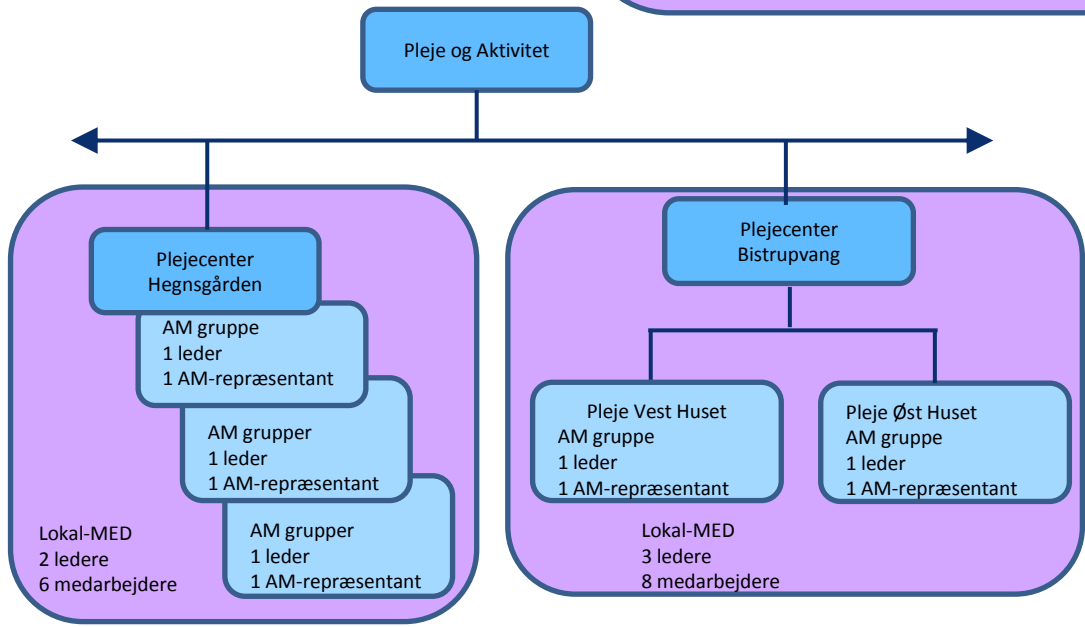 Pleje og Aktivitet
Plejecenter
Hegnsgården
AM gruppe
1 leder
1 AM-repræsentant
AM grupper
1 leder
1 AM-repræsentant
AM grupper
1 leder
1 AM-repræsentant
Lokal-MED
2 ledere
6 medarbejdere
Plejecenter
Bistrupvang
Pleje Vest Huset
AM gruppe
1 leder
1 AM-repræsentant
Pleje Øst Huset
AM gruppe
1 leder
1 AM-repræsentant
Lokal-MED
3 ledere
8 medarbejdere